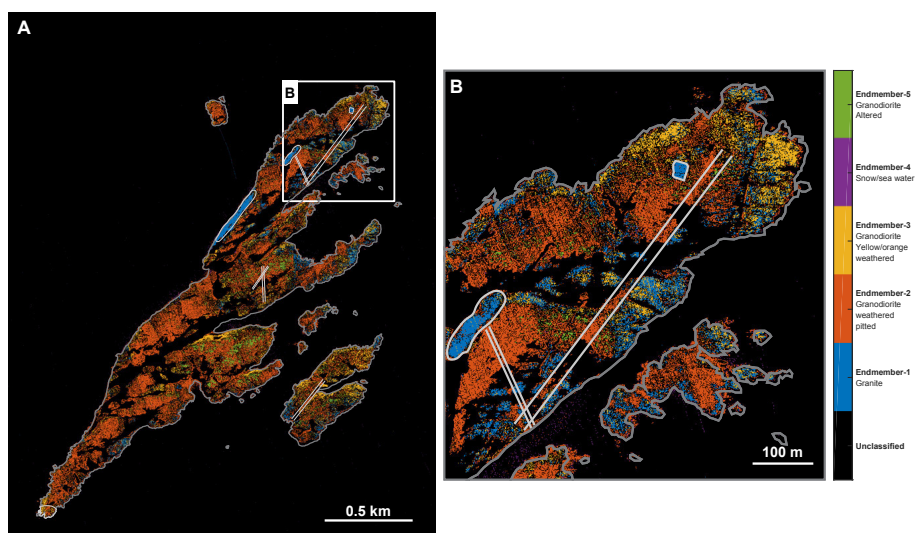 A
B
0.5 km
B
100 m
Endmember-5
Granodiorite
Altered
Endmember-4
Snow/sea water
Endmember-3
Granodiorite
Yellow/orange
weathered
Endmember-2
Granodiorite
weathered
pitted
Endmember-1
Granite
Unclassified